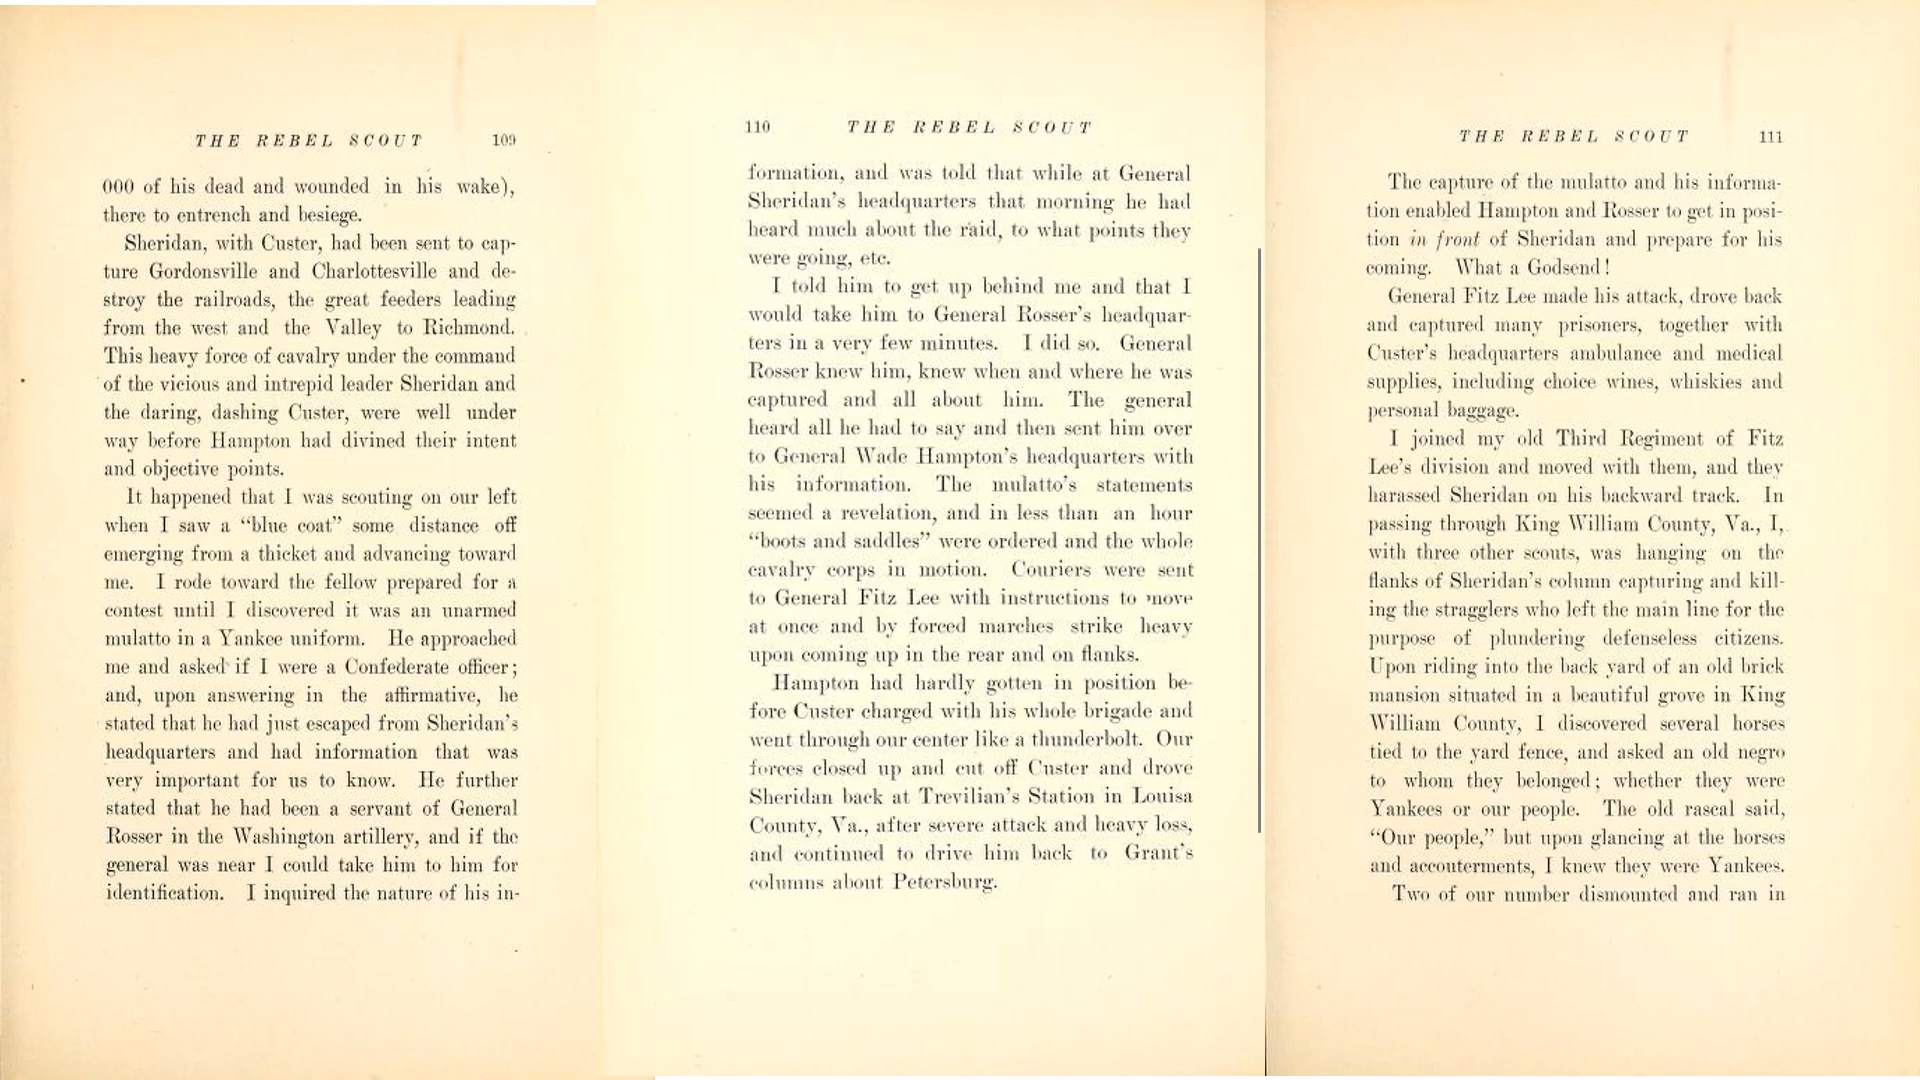 THE REBEL SCOUT 109
000 of his dead and wounded in his wake),
there to entrench and besiege.
Sheridan, with Custer, had been sent to cap-
ture Gordonsville and Charlottesville and de-
stroy the railroads, the great feeders leading
from the west and the Valley to Richmond.
This heavy force of cavalry under the command
of the vicious and intrepid leader Sheridan and
the daring, dashing Custer, were well under
way before Hampton had divined their intent
and objective points.
It happened that I was scouting on our left
when I saw a “blue coat” some distance off
emerging from a thicket and advancing toward
me. I rode toward the fellow prepared for a
contest until I discovered it was an unarmed
mulatto in a Yankee uniform. He approached
me and asked if I were a Confederate officer;
and, upon answering in the affirmative, he
stated that he had just escaped from Sheridan's
headquarters and had information that was
very important for us to know. He further
stated that he had been a servant of General
Rosser in the Washington artillery, and if the
general was near I could take him to him for
identification. I inquired the nature of his in-
110 THE REBEL SCOUT
formation, and was told that while at General
Sheridan's headquarters that morning he had
heard much about the raid, to what points they
were going, etc.
I told him to get up behind me and that I
would take him to General Rosser's headquar-
ters in a very few minutes. I did so. General
Rosser knew him, knew when and where he was
captured and all about him. The general
heard all he had to say and then sent him over
to General Wade Hampton's headquarters with
his information. The mulatto's statements
seemed a revelation, and in less than an hour
“boots and saddles” were ordered and the whole
cavalry corps in motion. Couriers were sent
to General Fitz Lee with instructions to move
at once and by forced marches strike heavy
upon coming up in the rear and on flanks.
Hampton had hardly gotten in position be-
fore Custer charged with his whole brigade and
went through our center like a thunderbolt. Our
forces closed up and cut off Custer and drove
Sheridan back at Trevilian's Station in Louisa
County, Va., after severe attack and heavy loss,
and continued to drive him back to Grant's
columns about Petersburg.
THE REBEL SCOUT 111
The capture of the mulatto and his informa-
tion enabled Hampton and Rosser to get in posi-
tion in front of Sheridan and prepare for his
coming. What a Godsend!
General Fitz Lee made his attack, drove back
and captured many prisoners, together with
Custer's headquarters ambulance and medical
supplies, including choice wines, whiskies and
personal baggage.
I joined my old Third Regiment of Fitz
Lee's division and moved with them, and they
harassed Sheridan on his backward track. In
passing through King William County, Va., I,
with three other scouts, was hanging on the
flanks of Sheridan's column capturing and kill-
ing the stragglers who left the main line for the
purpose of plundering defenseless citizens.
Upon riding into the back yard of an old brick
mansion situated in a beautiful grove in King
William County, I discovered several horses
tied to the yard fence, and asked an old negro
to whom they belonged; whether they were
Yankees or our people. The old rascal said,
“Our people,” but upon glancing at the horses
and accouterments, I knew they were Yankees.
Two of our number dismounted and ran in